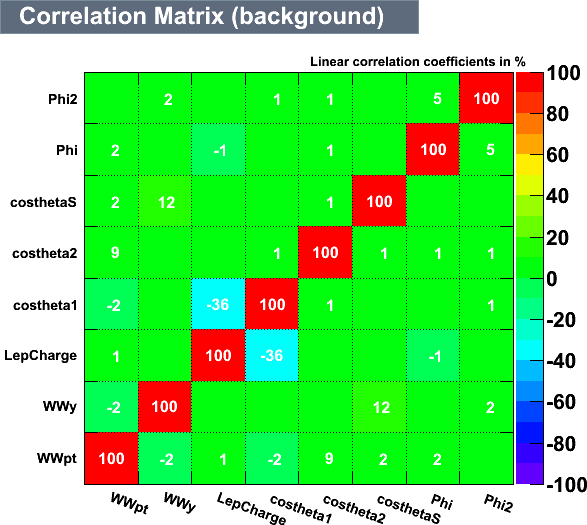 Correlation Matrix (background)
Linear correlation coefficients in %
Phi2 2 1 1 5 100 100
Phi 2 -1 1 100 5 80
costhetaS 2 12 1 100 60
costheta2 9 1 100 1 1 1 40
costheta1 -2 -36 100 1 1 20
LepCharge 1 100 -36 -1 0
WWy -2 100 12 2 -20
WWpt 100 -2 1 -2 9 2 2 -40
-60
-80
-100
WWpt WWy LepCharge costheta1 costheta2 costhetaS Phi Phi2